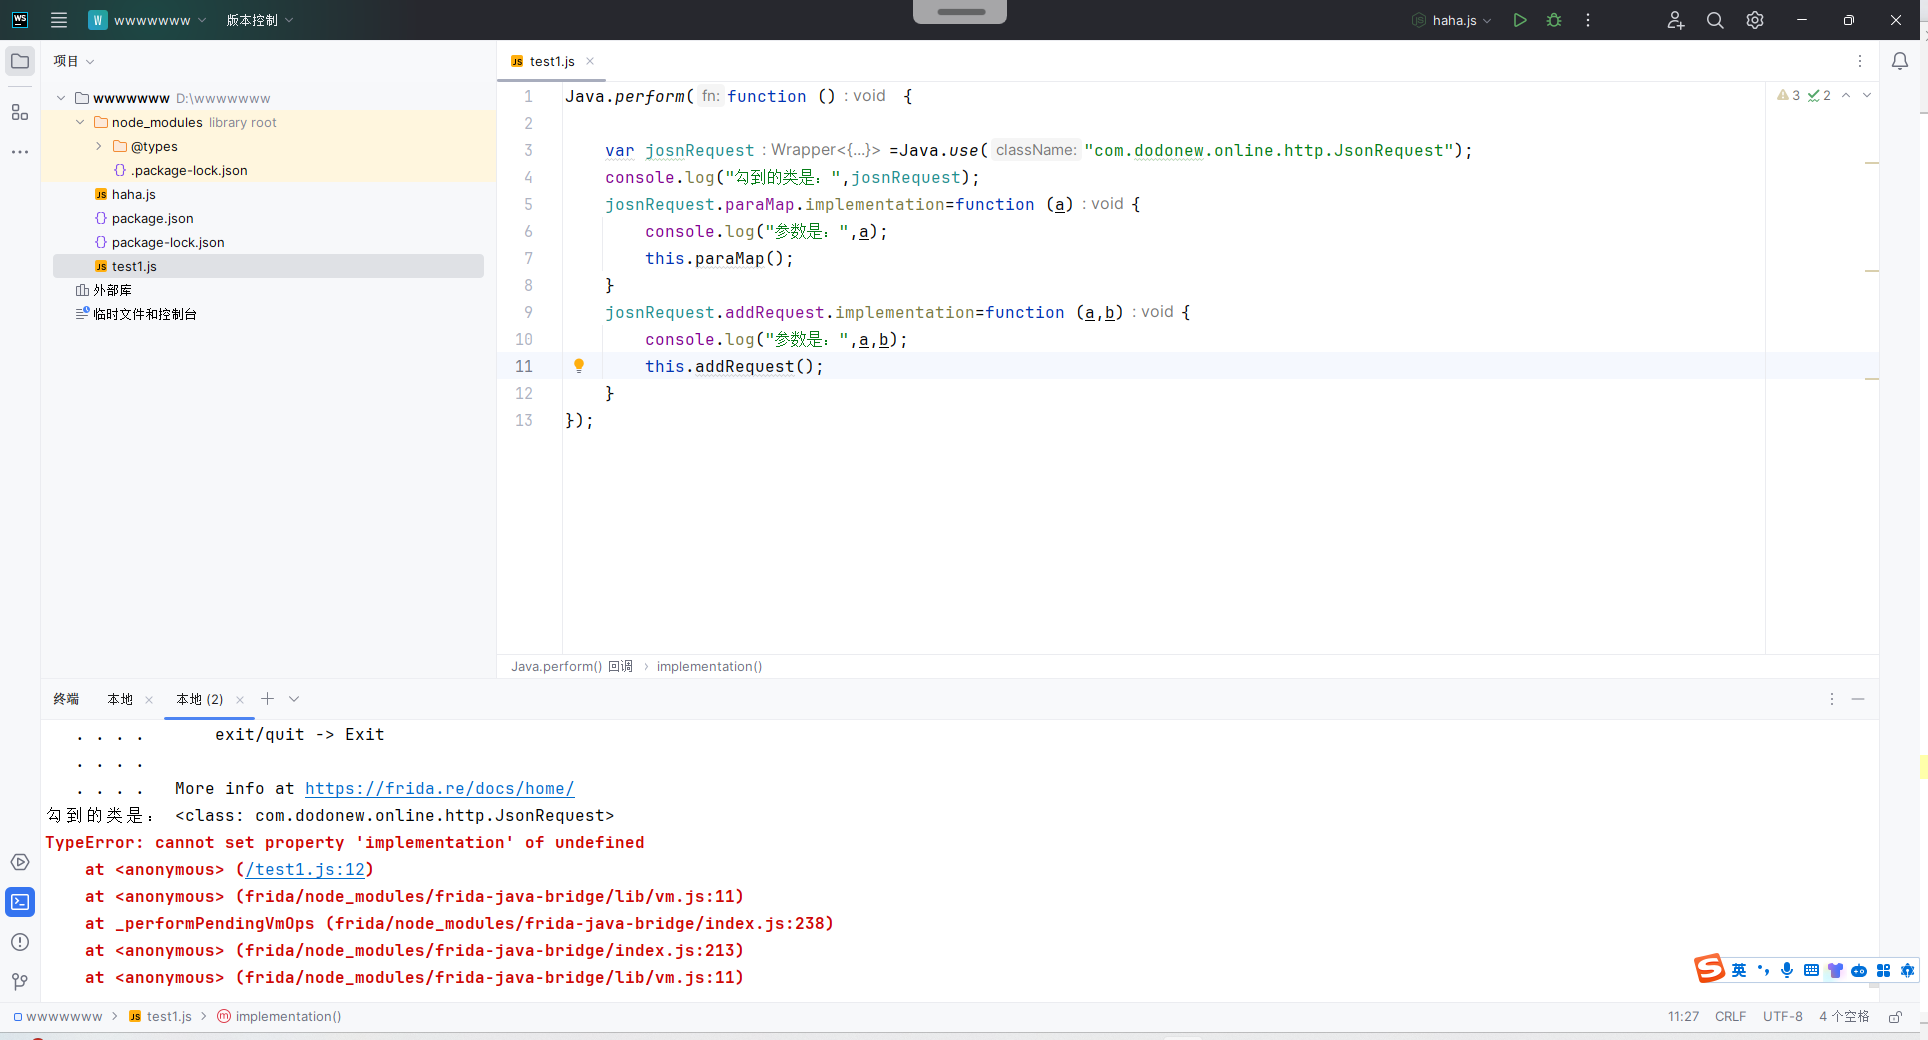 WS
W wwwwwww 版本控制
haha.js
项目
wwwwwww D:\wwwwwww
node_modules library root
@types
.package-lock.json
JS haha.js
package.json
package-lock.json
JS test1.js
外部库
临时文件和控制台
JS test1.js
3 2
1 Java.perform( fn: function () : void {
2
3 var josnRequest : Wrapper<{...}> =Java.use( className: "com.dodonew.online.http.JsonRequest");
4 console.log("勾到的类是：",josnRequest);
5 josnRequest.paraMap.implementation=function (a) : void {
6 console.log("参数是：",a);
7 this.paraMap();
8 }
9 josnRequest.addRequest.implementation=function (a,b) : void {
10 console.log("参数是：",a,b);
11 this.addRequest();
12 }
13 });
Java.perform() 回调 › implementation()
终端 本地 本地 (2)
. . . . exit/quit -> Exit
. . . .
. . . . More info at https://frida.re/docs/home/
勾到的类是： <class: com.dodonew.online.http.JsonRequest>
TypeError: cannot set property 'implementation' of undefined
at <anonymous> (/test1.js:12)
at <anonymous> (frida/node_modules/frida-java-bridge/lib/vm.js:11)
at _performPendingVmOps (frida/node_modules/frida-java-bridge/index.js:238)
at <anonymous> (frida/node_modules/frida-java-bridge/index.js:213)
at <anonymous> (frida/node_modules/frida-java-bridge/lib/vm.js:11)
S 英
wwwwwww › JS test1.js › m implementation()
11:27 CRLF UTF-8 4 个空格